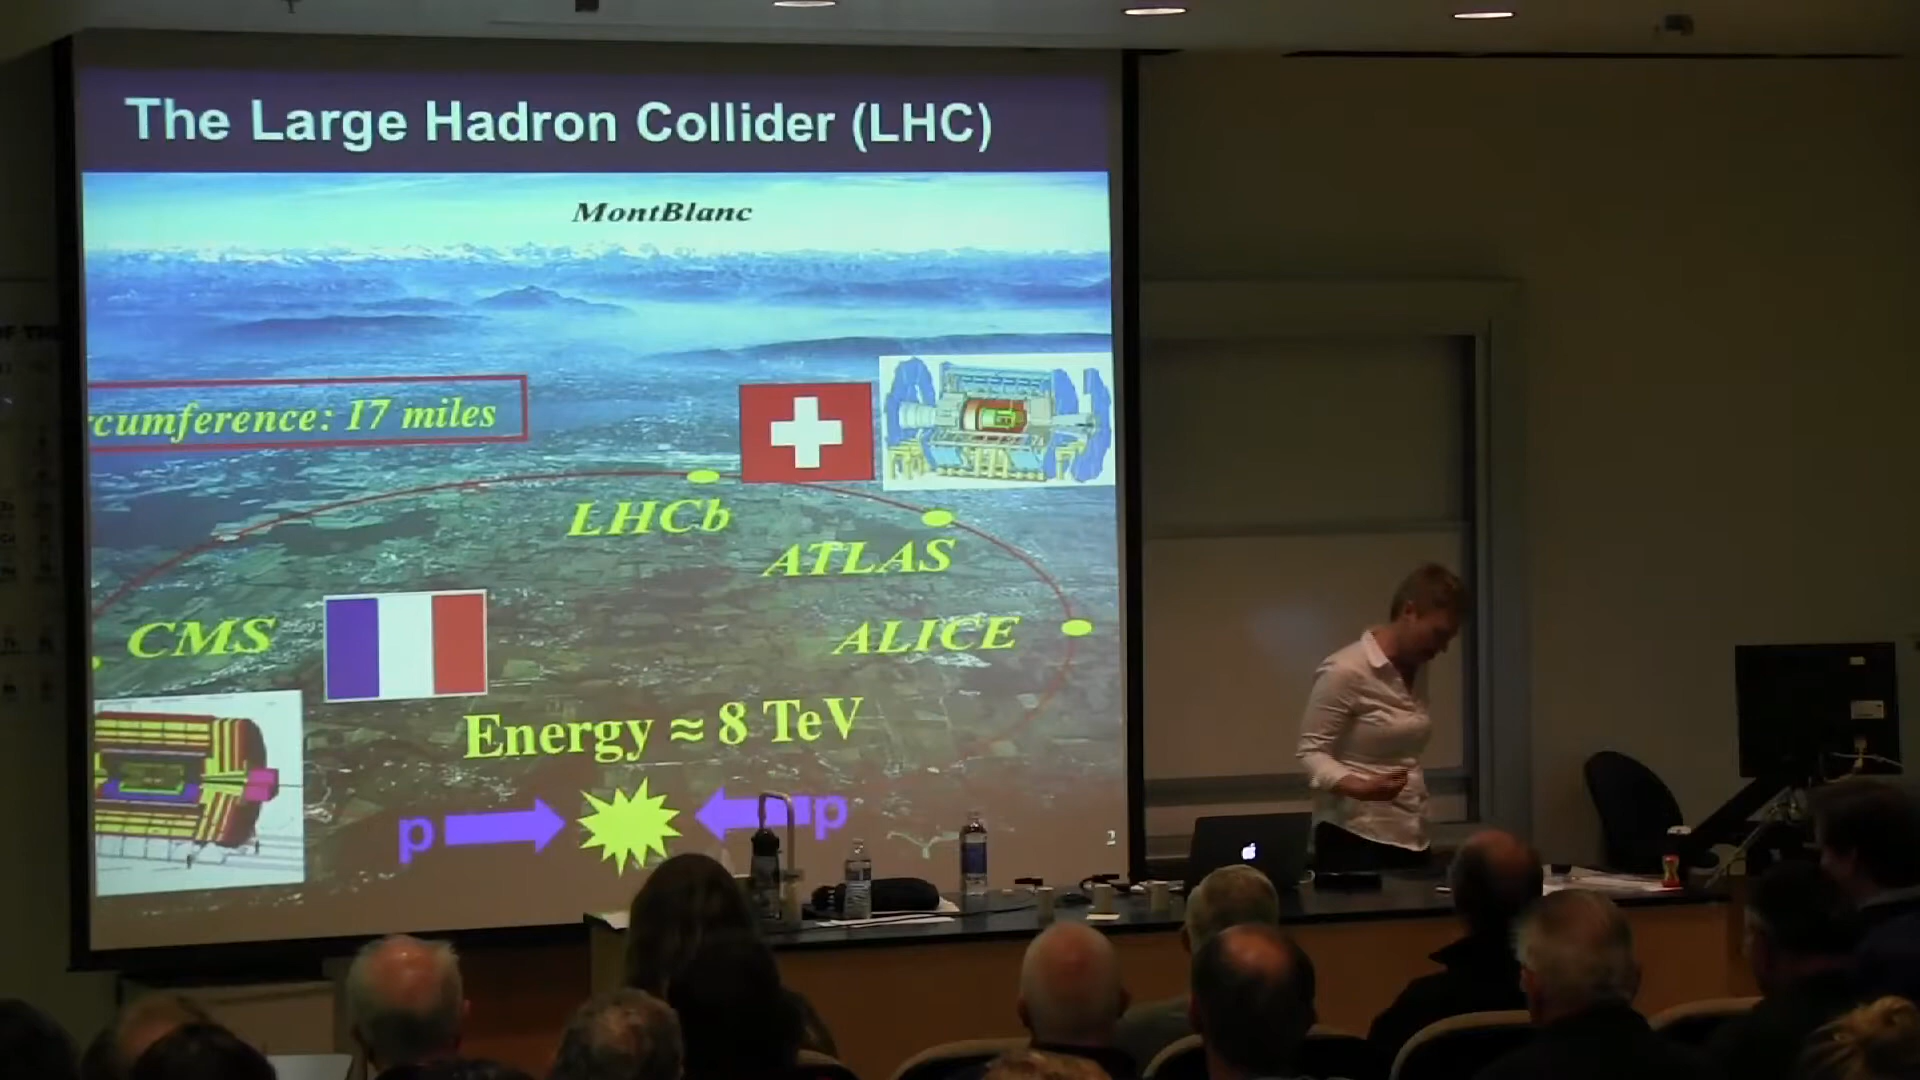 The Large Hadron Collider (LHC)
MontBlanc
rcumference: 17 miles
LHCb
ATLAS
CMS
ALICE
Energy ≈ 8 TeV
p p
2